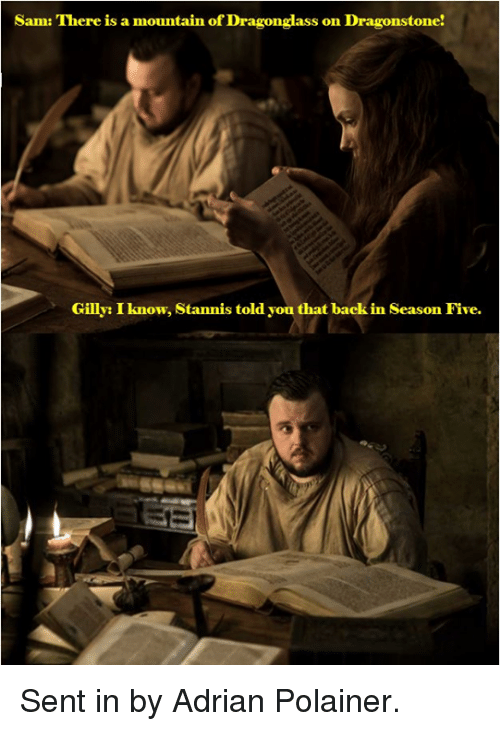 Sam: There is a mountain of Dragonglass on Dragonstone!
Gilly: I know, Stannis told you that back in Season Five.
Sent in by Adrian Polainer.